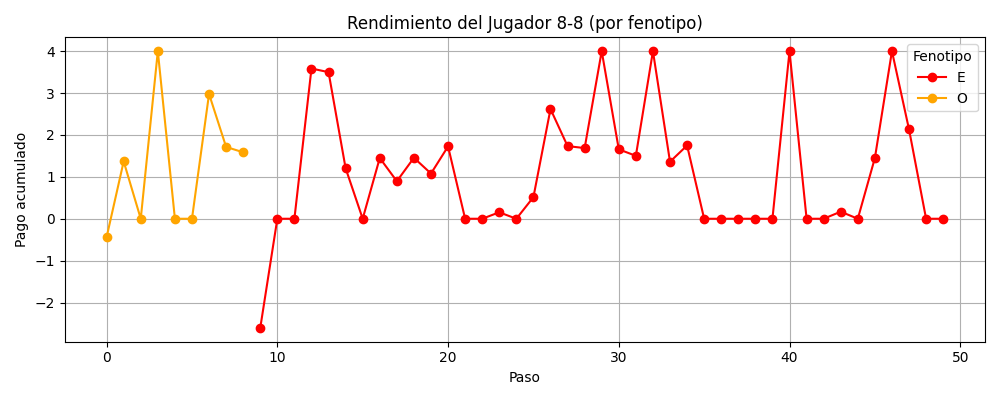 Rendimiento del Jugador 8-8 (por fenotipo)
Pago acumulado
4
3
2
1
0
−1
−2
Fenotipo
E
O
0 10 20 30 40 50
Paso